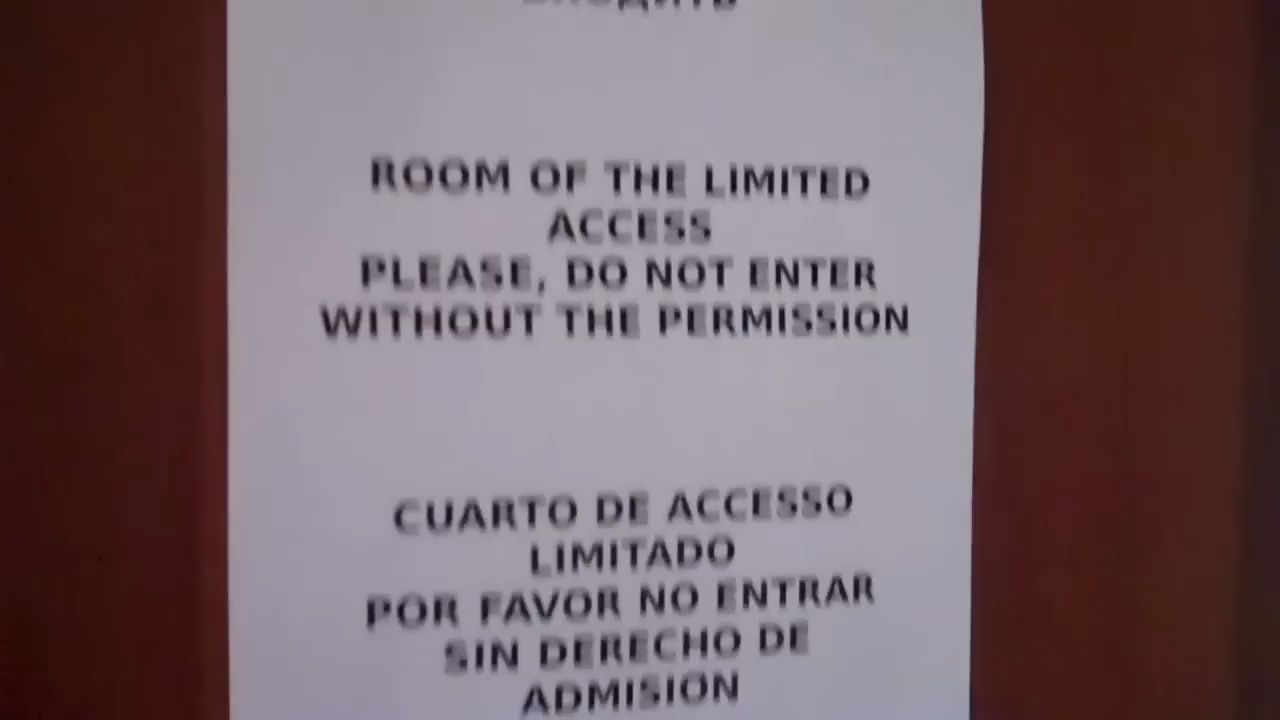 ВХОДИТЬ
ROOM OF THE LIMITED
ACCESS
PLEASE, DO NOT ENTER
WITHOUT THE PERMISSION
CUARTO DE ACCESSO
LIMITADO
POR FAVOR NO ENTRAR
SIN DERECHO DE
ADMISION